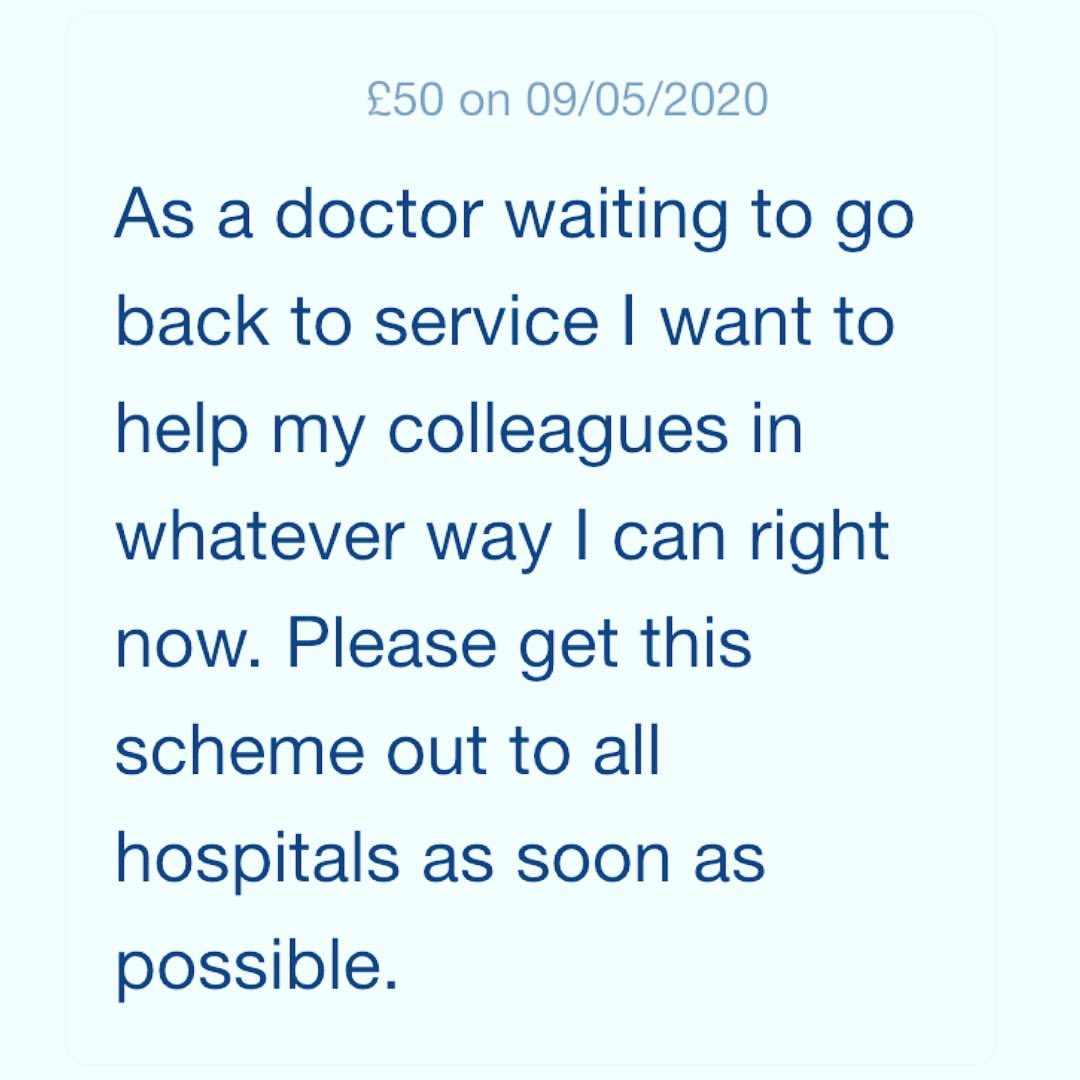 £50 on 09/05/2020
As a doctor waiting to go
back to service I want to
help my colleagues in
whatever way I can right
now. Please get this
scheme out to all
hospitals as soon as
possible.